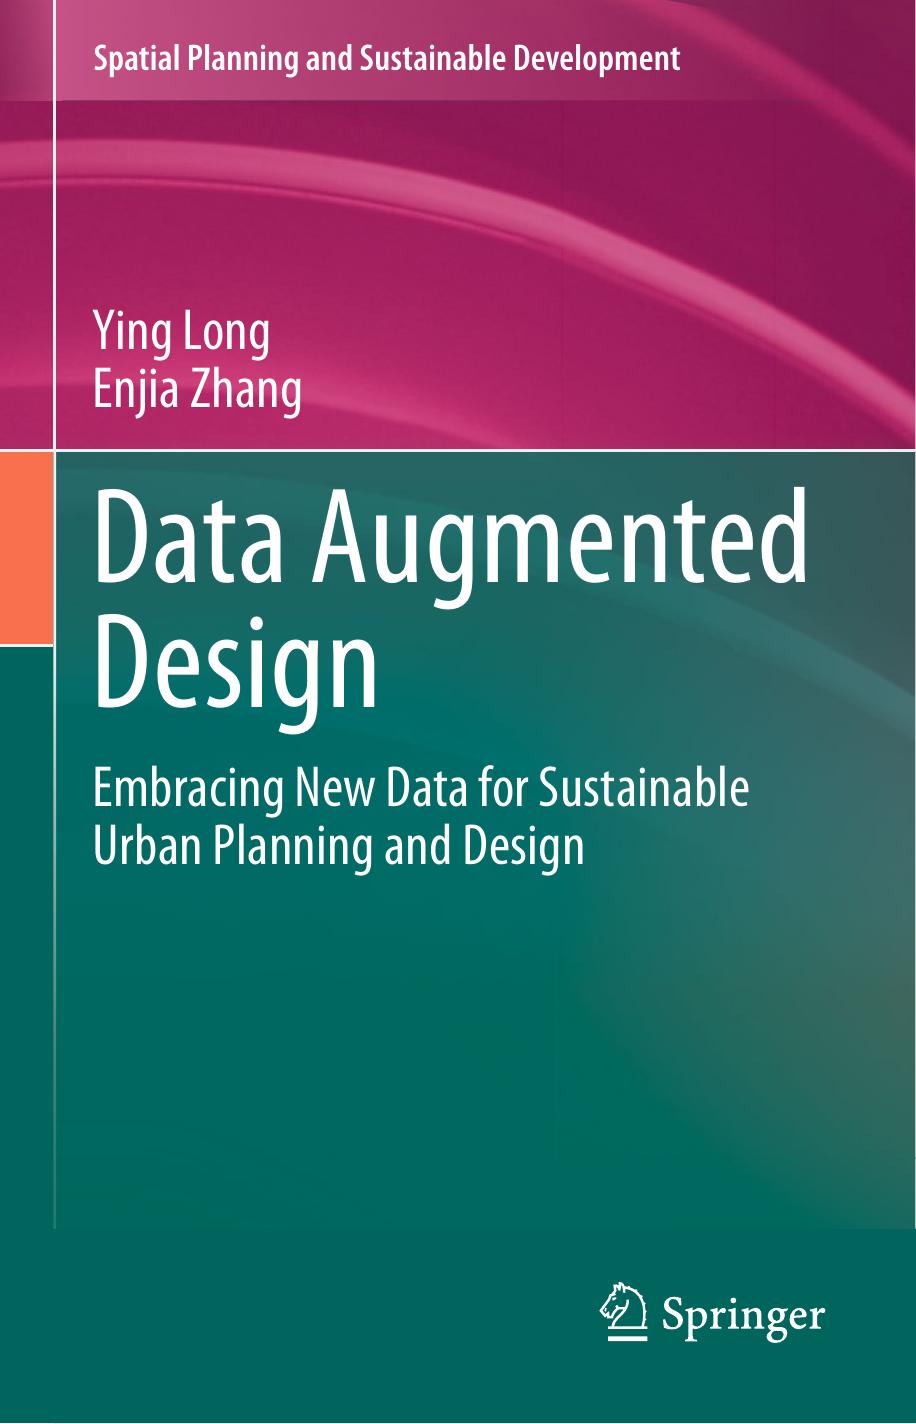 Spatial Planning and Sustainable Development
Ying Long
Enjia Zhang
Data Augmented
Design
Embracing New Data for Sustainable
Urban Planning and Design
Springer